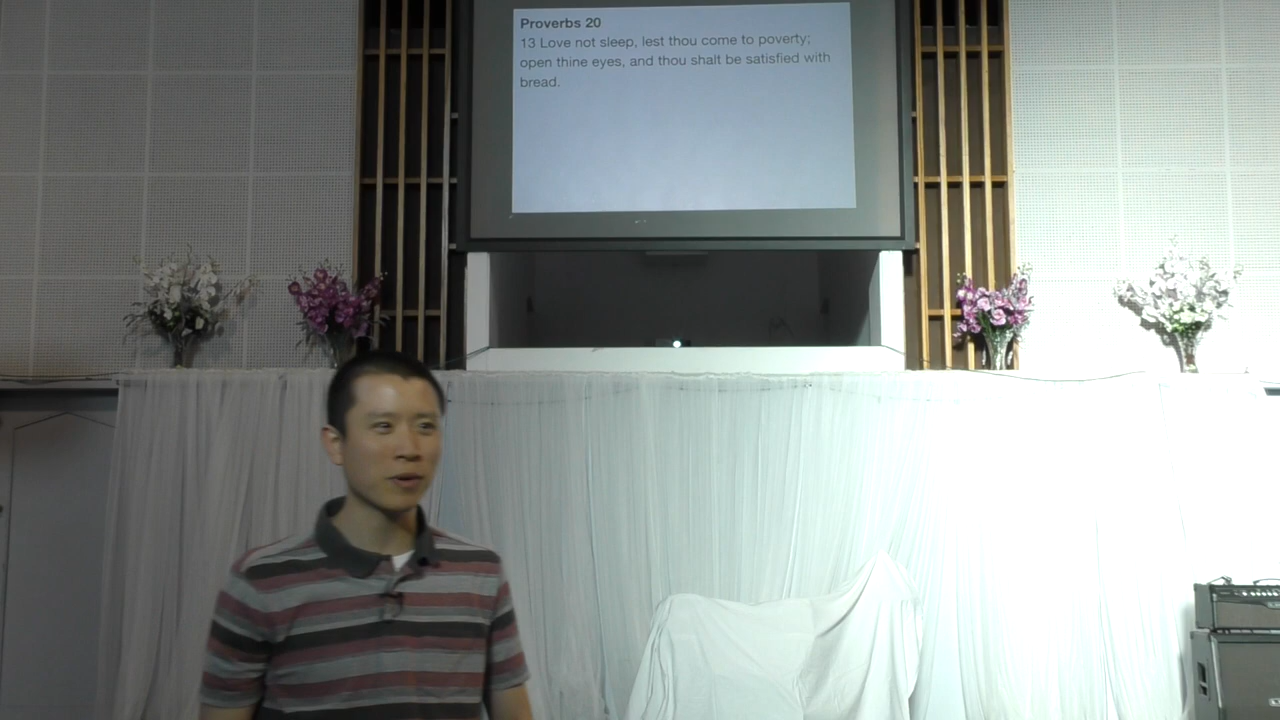 Proverbs 20
13 Love not sleep, lest thou come to poverty;
open thine eyes, and thou shalt be satisfied with
bread.